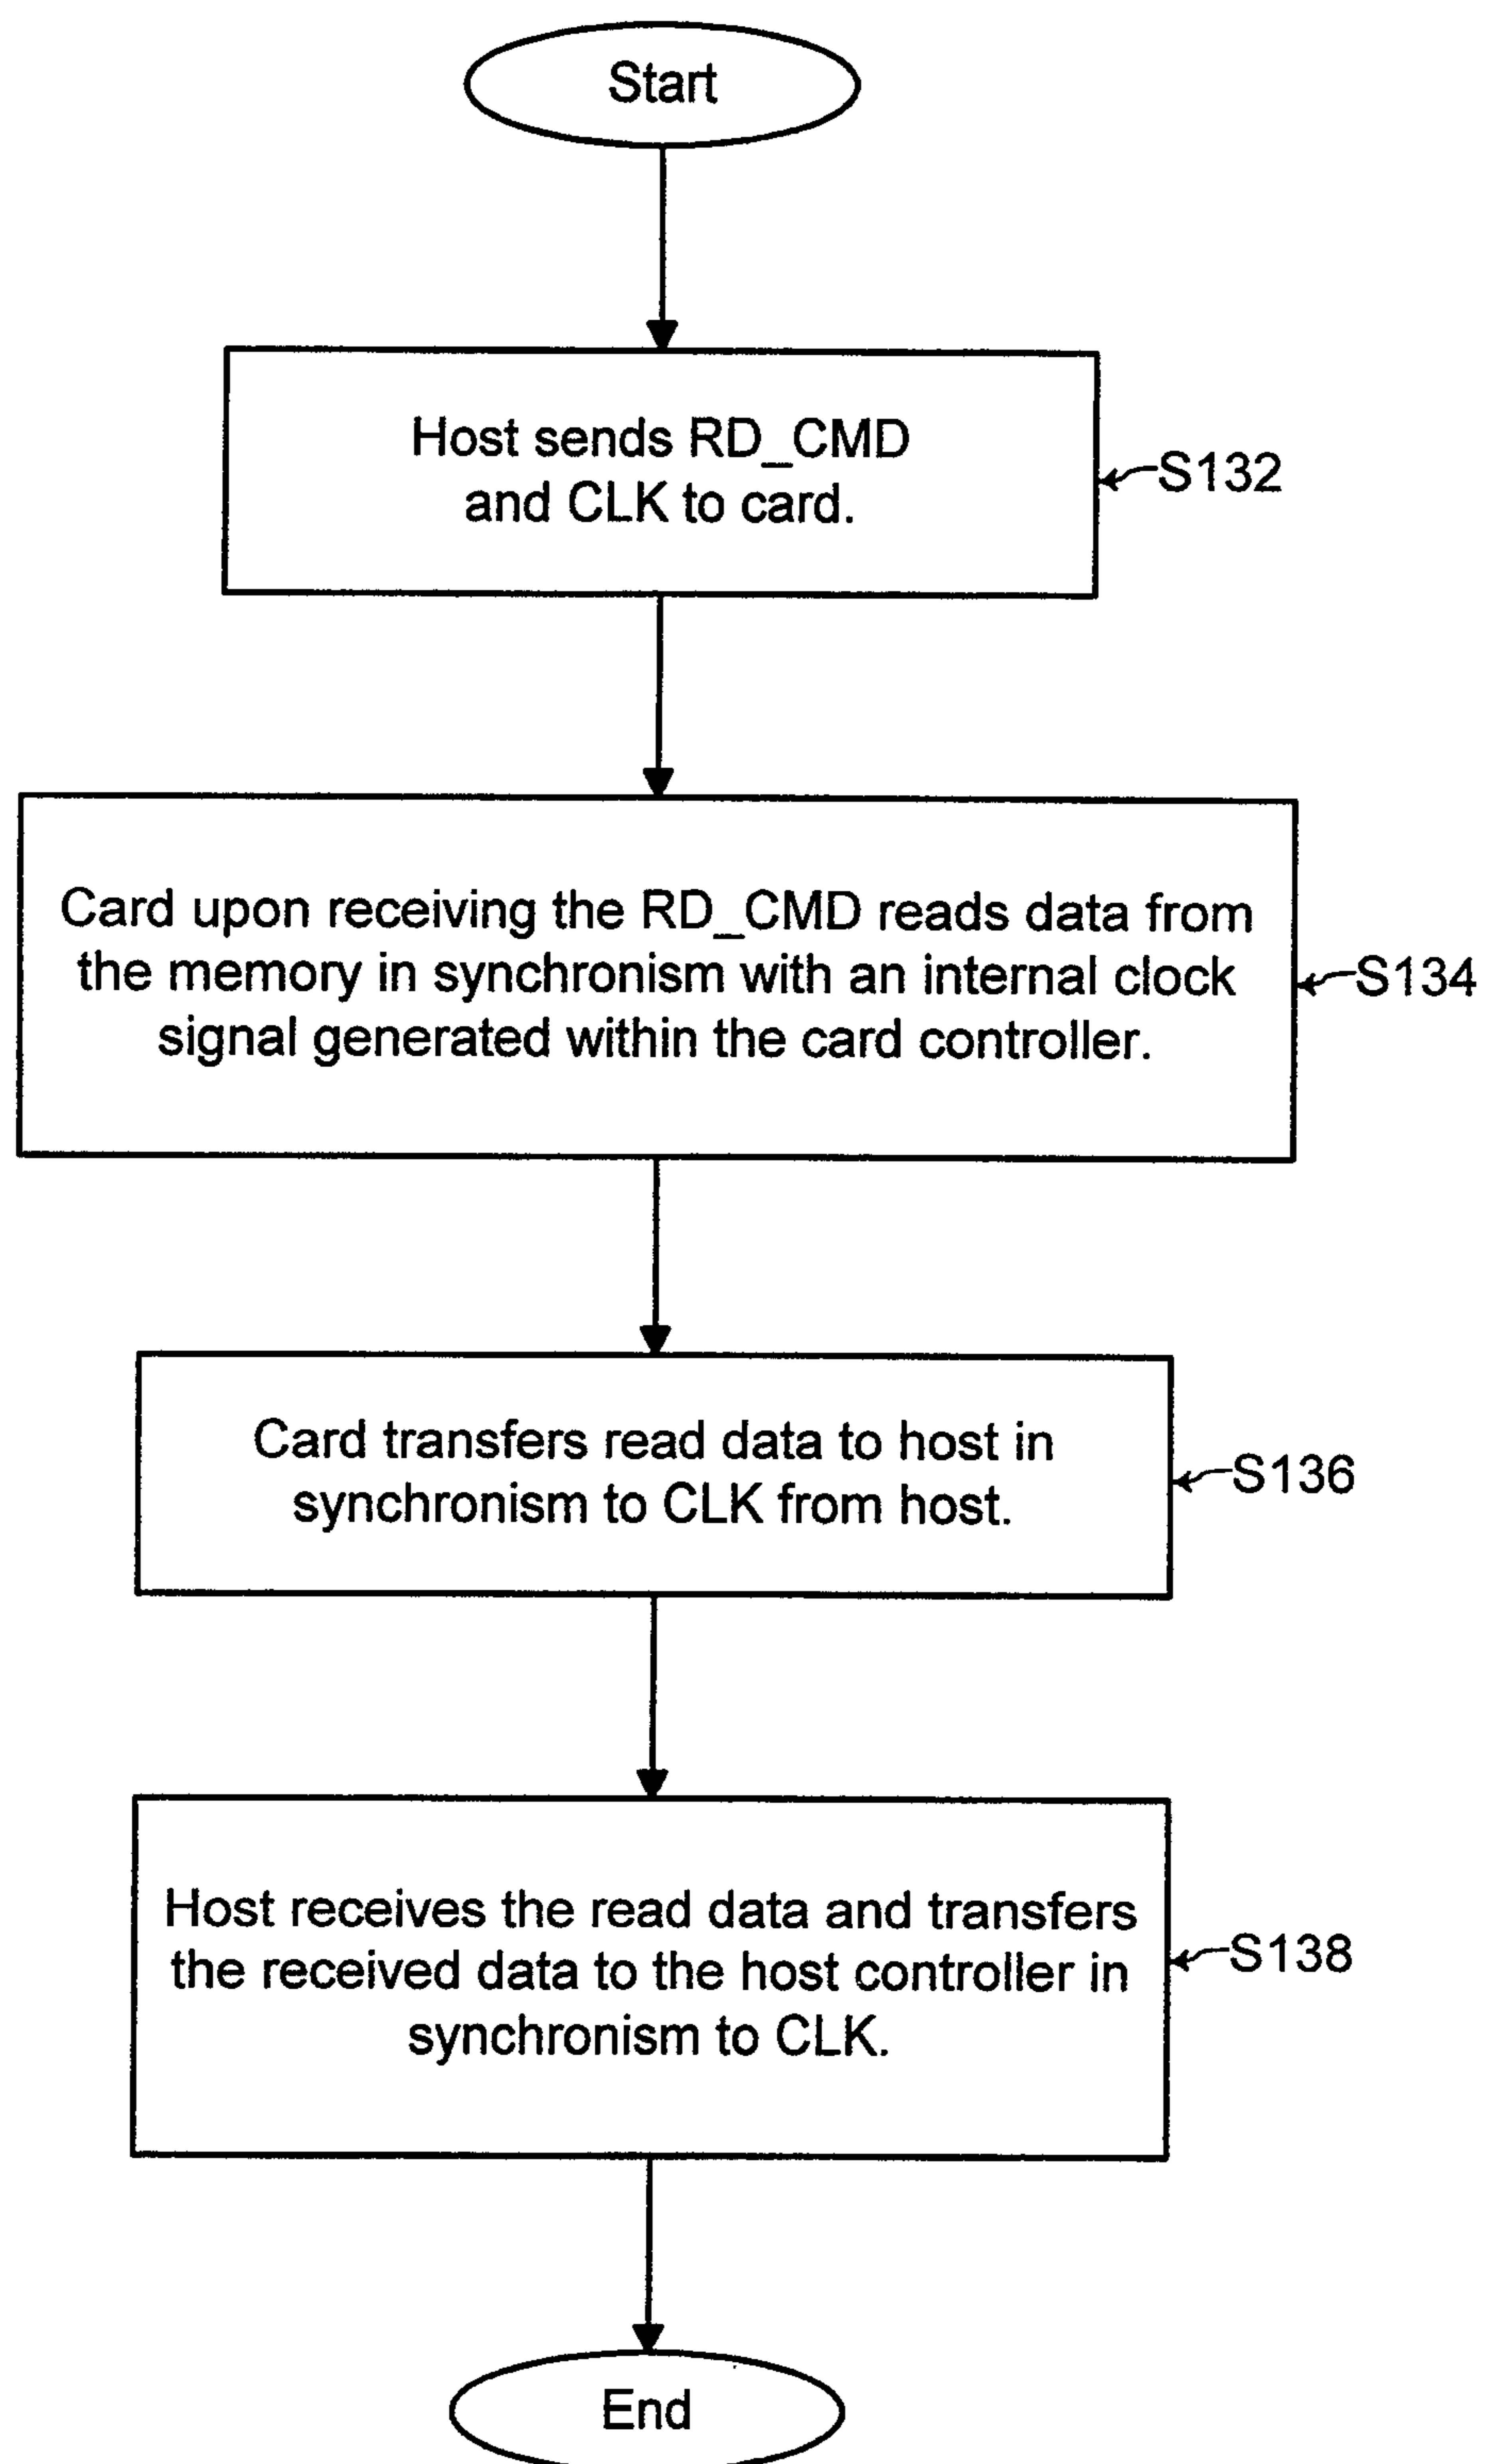 Start
Host sends RD_CMD
and CLK to card.
S132
Card upon receiving the RD_CMD reads data from
the memory in synchronism with an internal clock
signal generated within the card controller.
S134
Card transfers read data to host in
synchronism to CLK from host.
S136
Host receives the read data and transfers
the received data to the host controller in
synchronism to CLK.
S138
End